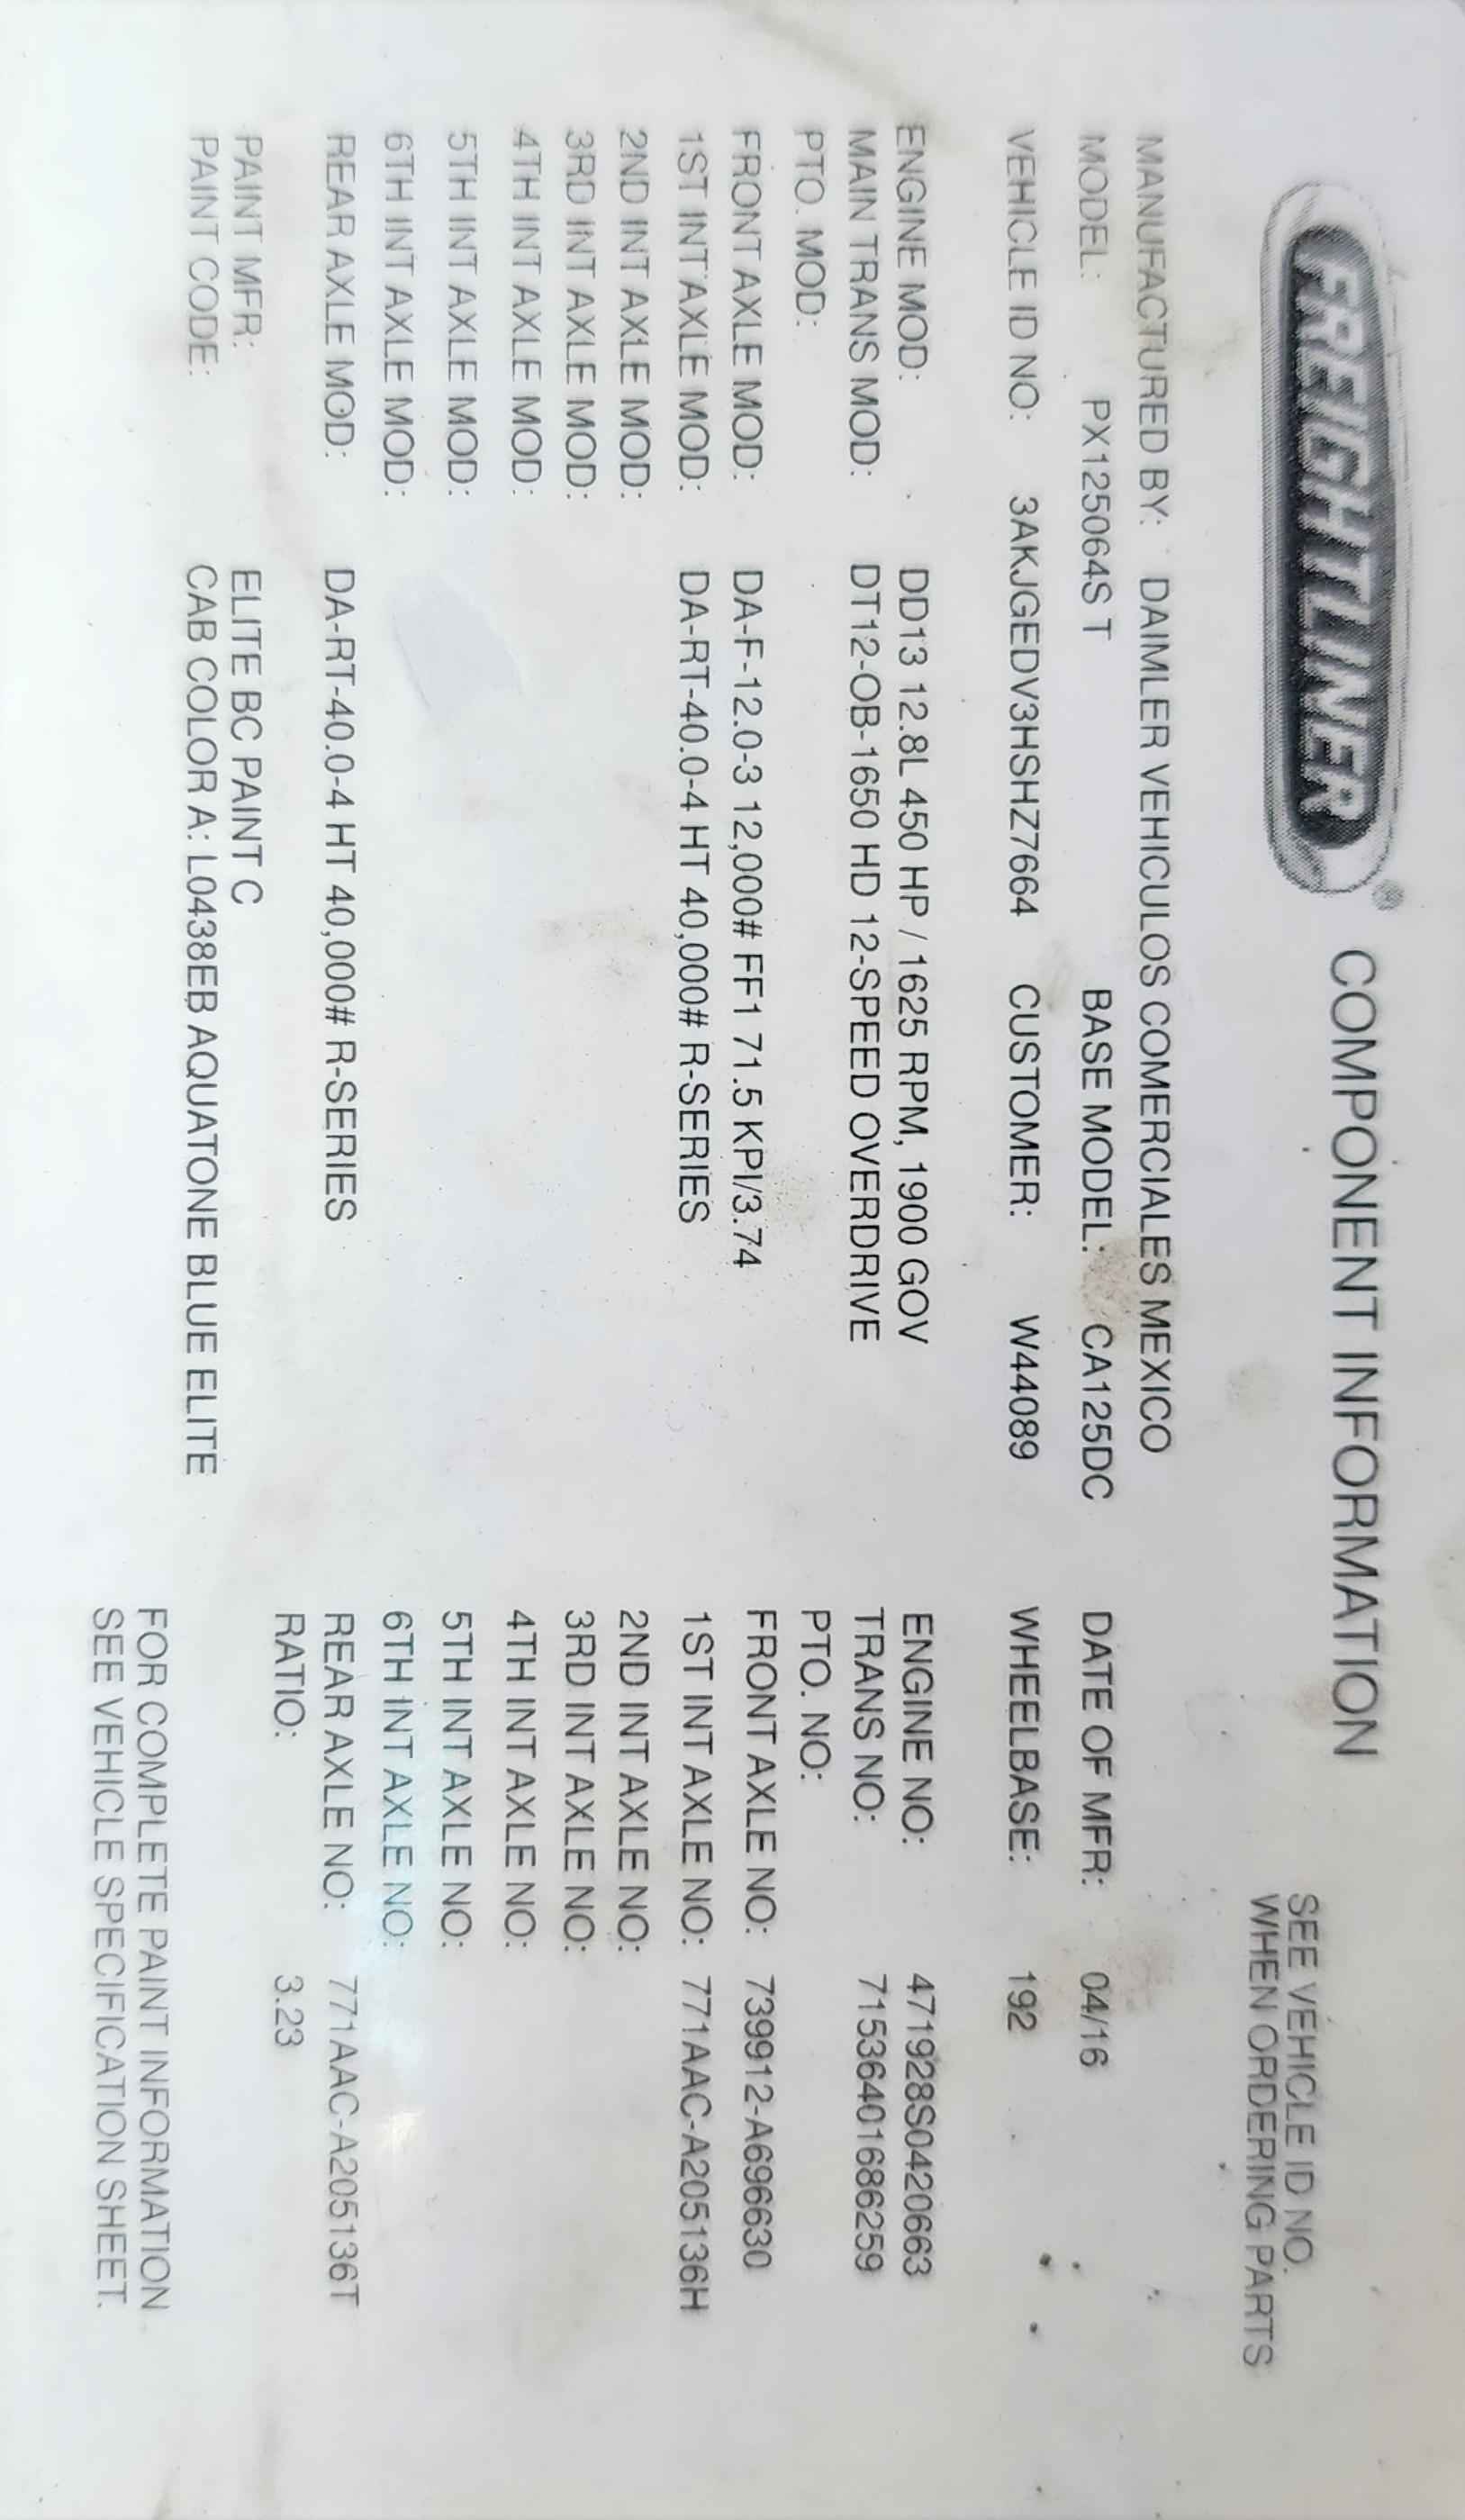 FREIGHTLINER® COMPONENT INFORMATION
SEE VEHICLE ID NO.
WHEN ORDERING PARTS
MANUFACTURED BY: DAIMLER VEHICULOS COMERCIALES MEXICO
MODEL: PX125064S T BASE MODEL: CA125DC DATE OF MFR: 04/16
VEHICLE ID NO: 3AKJGEDV3HSHZ7664 CUSTOMER: W44089 WHEELBASE: 192
ENGINE MOD: DD13 12.8L 450 HP / 1625 RPM, 1900 GOV ENGINE NO: 471928S0420663
MAIN TRANS MOD: DT12-OB-1650 HD 12-SPEED OVERDRIVE TRANS NO: 71536401686259
PTO. MOD: PTO. NO:
FRONT AXLE MOD: DA-F-12.0-3 12,000# FF1 71.5 KPI/3.74 FRONT AXLE NO: 739912-A696630
1ST INT AXLE MOD: DA-RT-40.0-4 HT 40,000# R-SERIES 1ST INT AXLE NO: 771AAC-A205136H
2ND INT AXLE MOD: 2ND INT AXLE NO:
3RD INT AXLE MOD: 3RD INT AXLE NO:
4TH INT AXLE MOD: 4TH INT AXLE NO:
5TH INT AXLE MOD: 5TH INT AXLE NO:
6TH INT AXLE MOD: 6TH INT AXLE NO:
REAR AXLE MOD: DA-RT-40.0-4 HT 40,000# R-SERIES REAR AXLE NO: 771AAC-A205136T
RATIO: 3.23
PAINT MFR: ELITE BC PAINT C
PAINT CODE: CAB COLOR A: L0438EB AQUATONE BLUE ELITE
FOR COMPLETE PAINT INFORMATION
SEE VEHICLE SPECIFICATION SHEET.